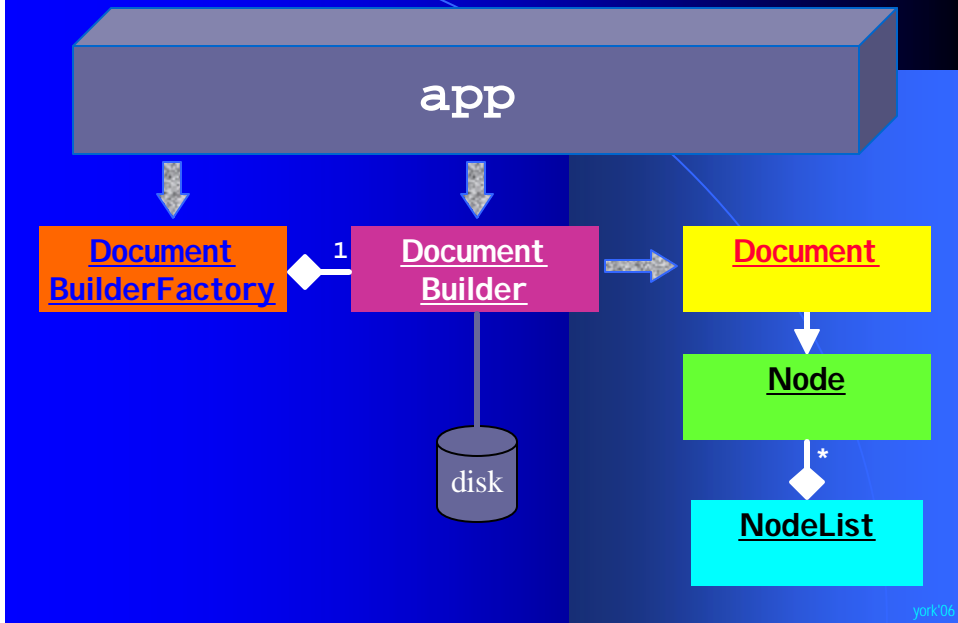 app
Document
BuilderFactory
1
Document
Builder
Document
Node
*
disk
NodeList
york'06